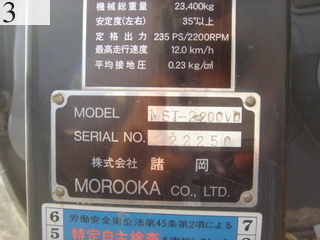 3
機械総重量 23,400kg
安定度(左右) 35°以上
定格出力 235 PS/2200RPM
最高走行速度 12.0 km/h
平均接地圧 0.23 kg/cm²
MODEL MST-2200VD
SERIAL NO. 222250
株式会社 諸岡
MOROOKA CO., LTD.
労働安全衛生法第45条第2項による
6 7
5 特定自主検査 8